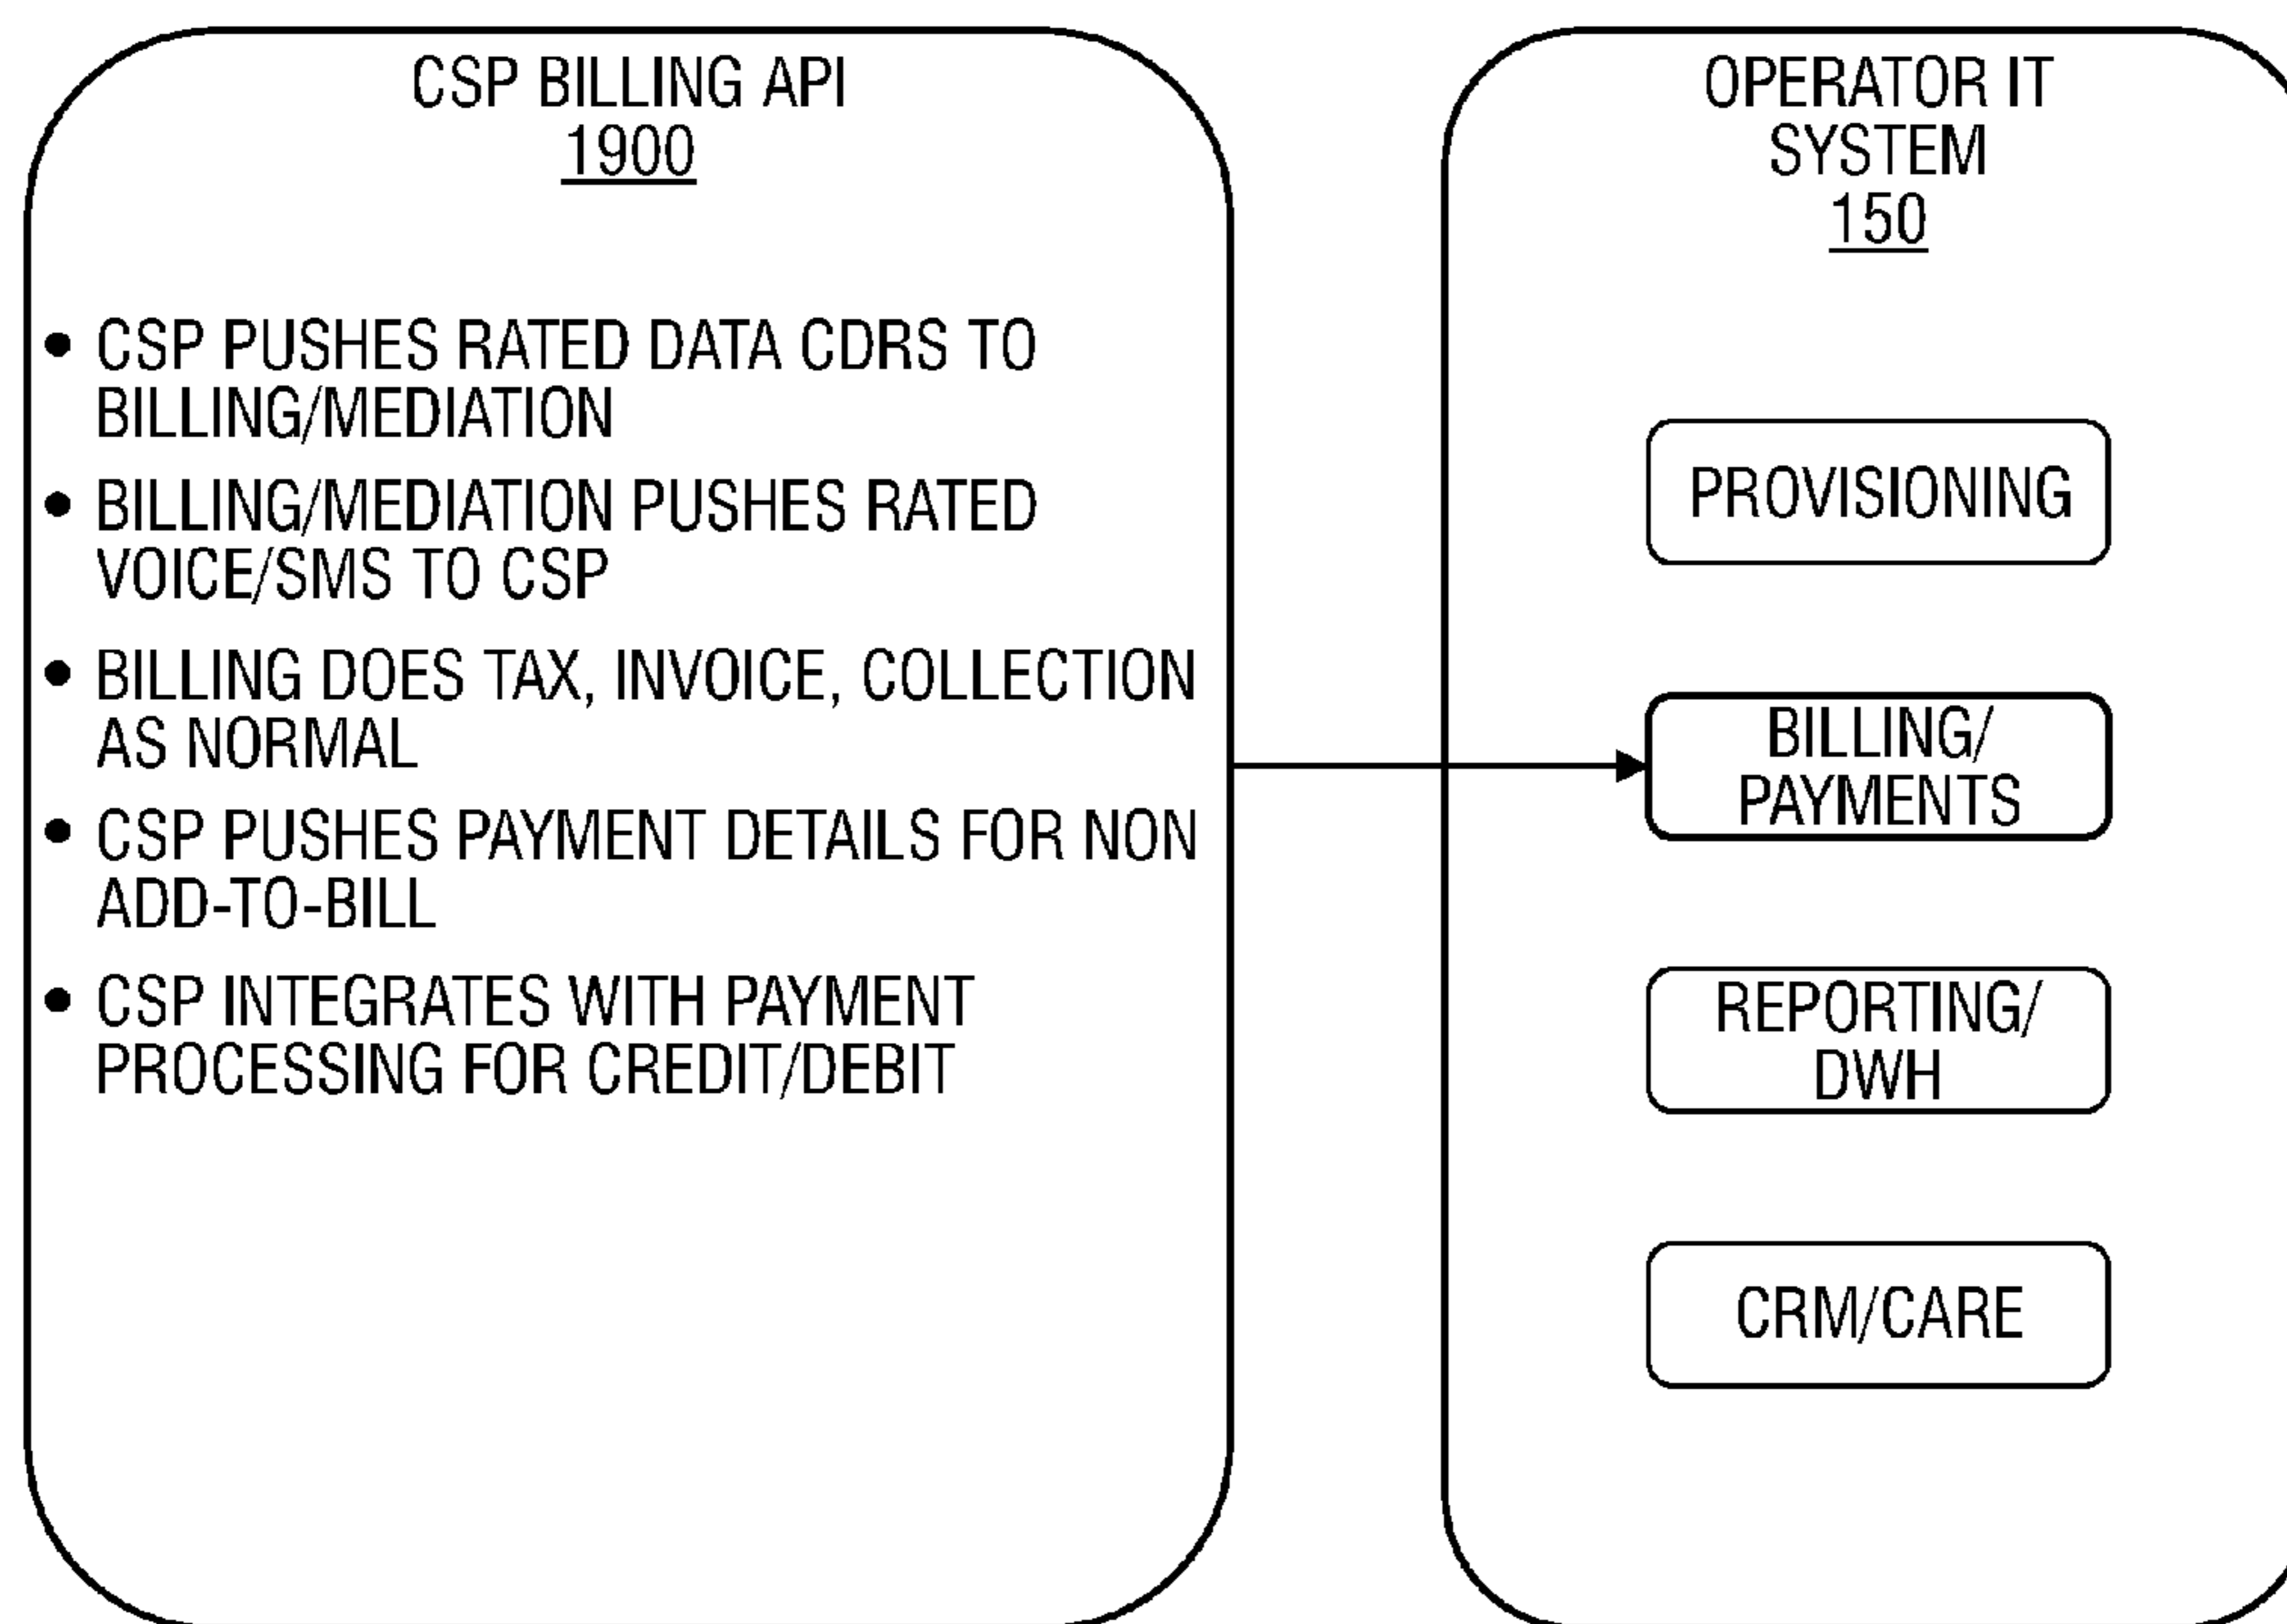 CSP BILLING API
1900
• CSP PUSHES RATED DATA CDRS TO
BILLING/MEDIATION
• BILLING/MEDIATION PUSHES RATED
VOICE/SMS TO CSP
• BILLING DOES TAX, INVOICE, COLLECTION
AS NORMAL
• CSP PUSHES PAYMENT DETAILS FOR NON
ADD-TO-BILL
• CSP INTEGRATES WITH PAYMENT
PROCESSING FOR CREDIT/DEBIT
OPERATOR IT
SYSTEM
150
PROVISIONING
BILLING/
PAYMENTS
REPORTING/
DWH
CRM/CARE